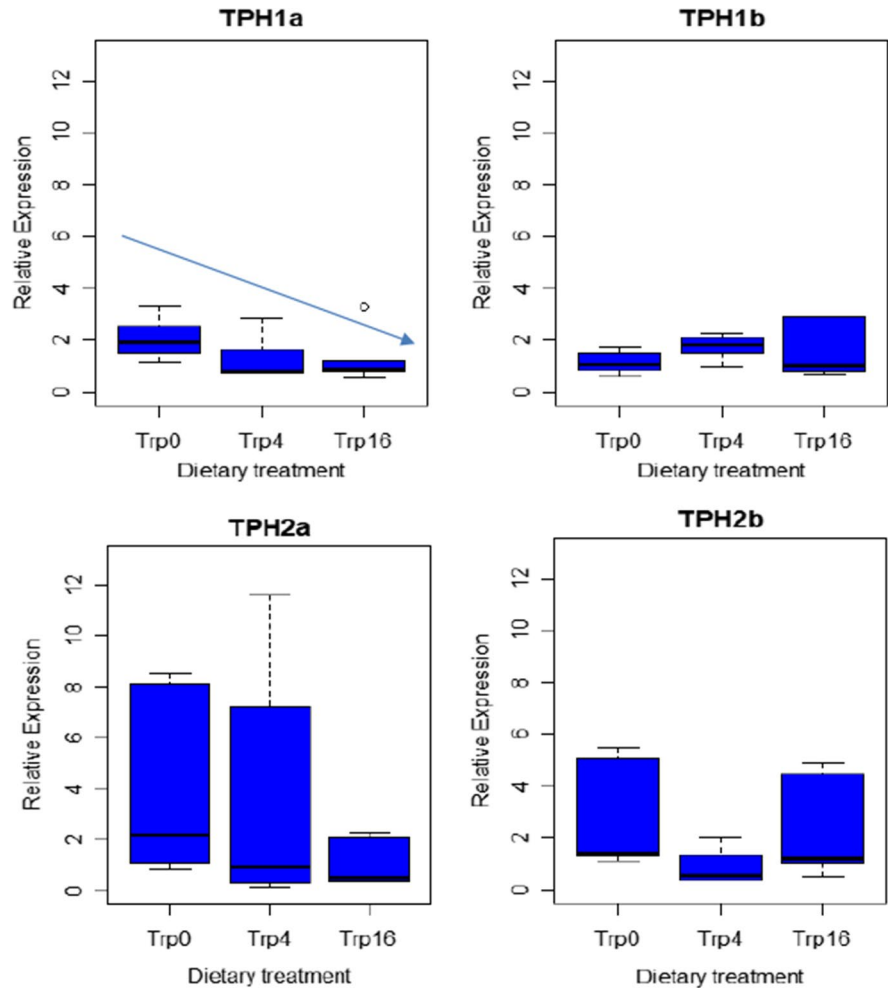 TPH1a
Relative Expression
12
10
8
6
4
2
0
Trp0 Trp4 Trp16
Dietary treatment
TPH1b
Relative Expression
12
10
8
6
4
2
0
Trp0 Trp4 Trp16
Dietary treatment
TPH2a
Relative Expression
12
10
8
6
4
2
0
Trp0 Trp4 Trp16
Dietary treatment
TPH2b
Relative Expression
12
10
8
6
4
2
0
Trp0 Trp4 Trp16
Dietary treatment